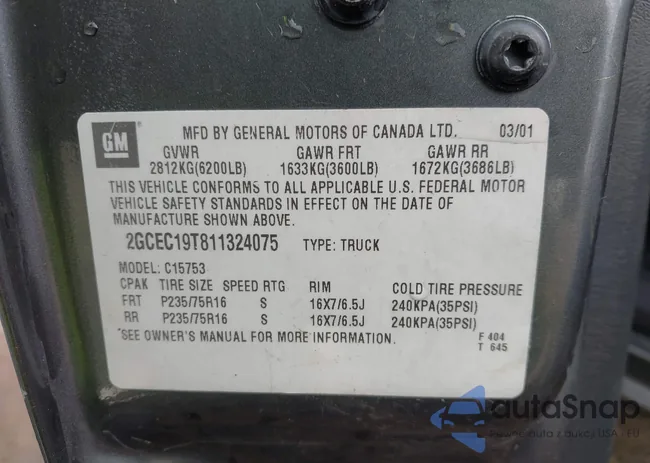 GM
MFD BY GENERAL MOTORS OF CANADA LTD. 03/01
GVWR GAWR FRT GAWR RR
2812KG(6200LB) 1633KG(3600LB) 1672KG(3686LB)
THIS VEHICLE CONFORMS TO ALL APPLICABLE U.S. FEDERAL MOTOR
VEHICLE SAFETY STANDARDS IN EFFECT ON THE DATE OF
MANUFACTURE SHOWN ABOVE.
2GCEC19T811324075 TYPE: TRUCK
MODEL: C15753
CPAK TIRE SIZE SPEED RTG RIM COLD TIRE PRESSURE
FRT P235/75R16 S 16X7/6.5J 240KPA(35PSI)
RR P235/75R16 S 16X7/6.5J 240KPA(35PSI)
*SEE OWNER'S MANUAL FOR MORE INFORMATION.
F 404
T 645
autaSnap
aukcji USA - EU